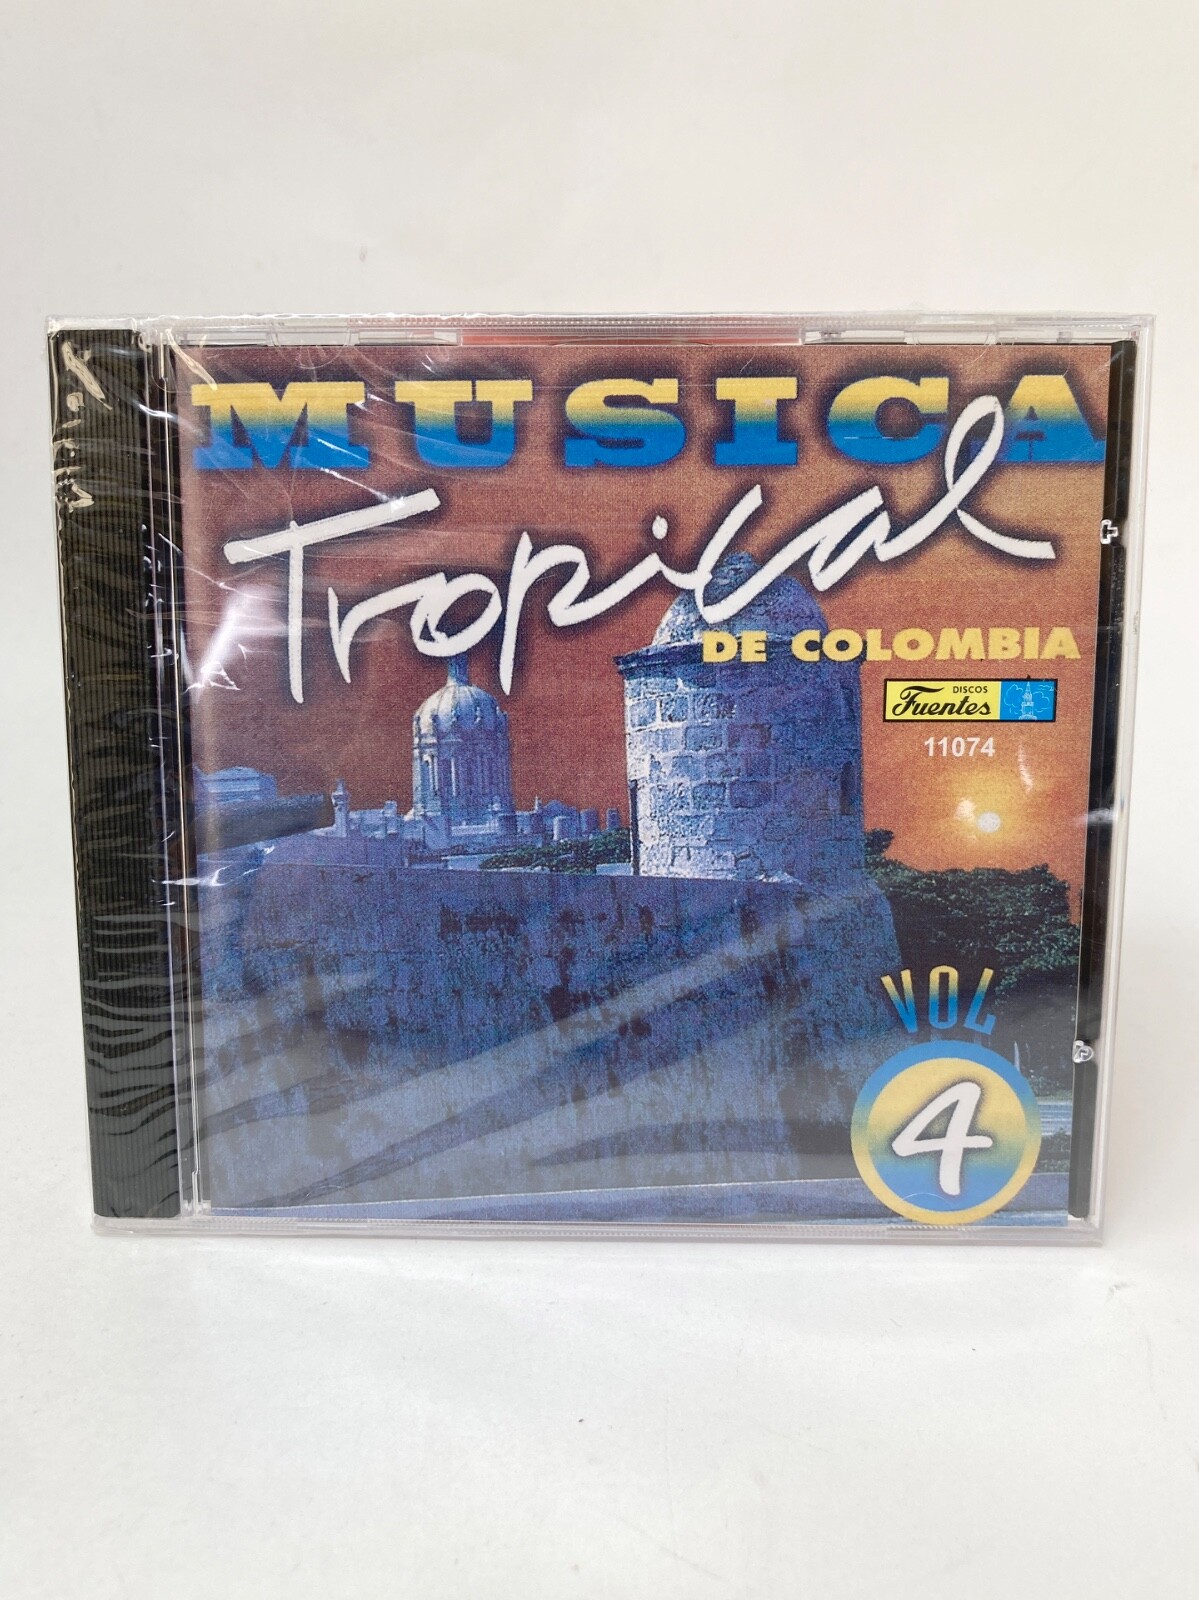 MUSICA
Tropical
DE COLOMBIA
DISCOS
Fuentes
11074
VOL
4